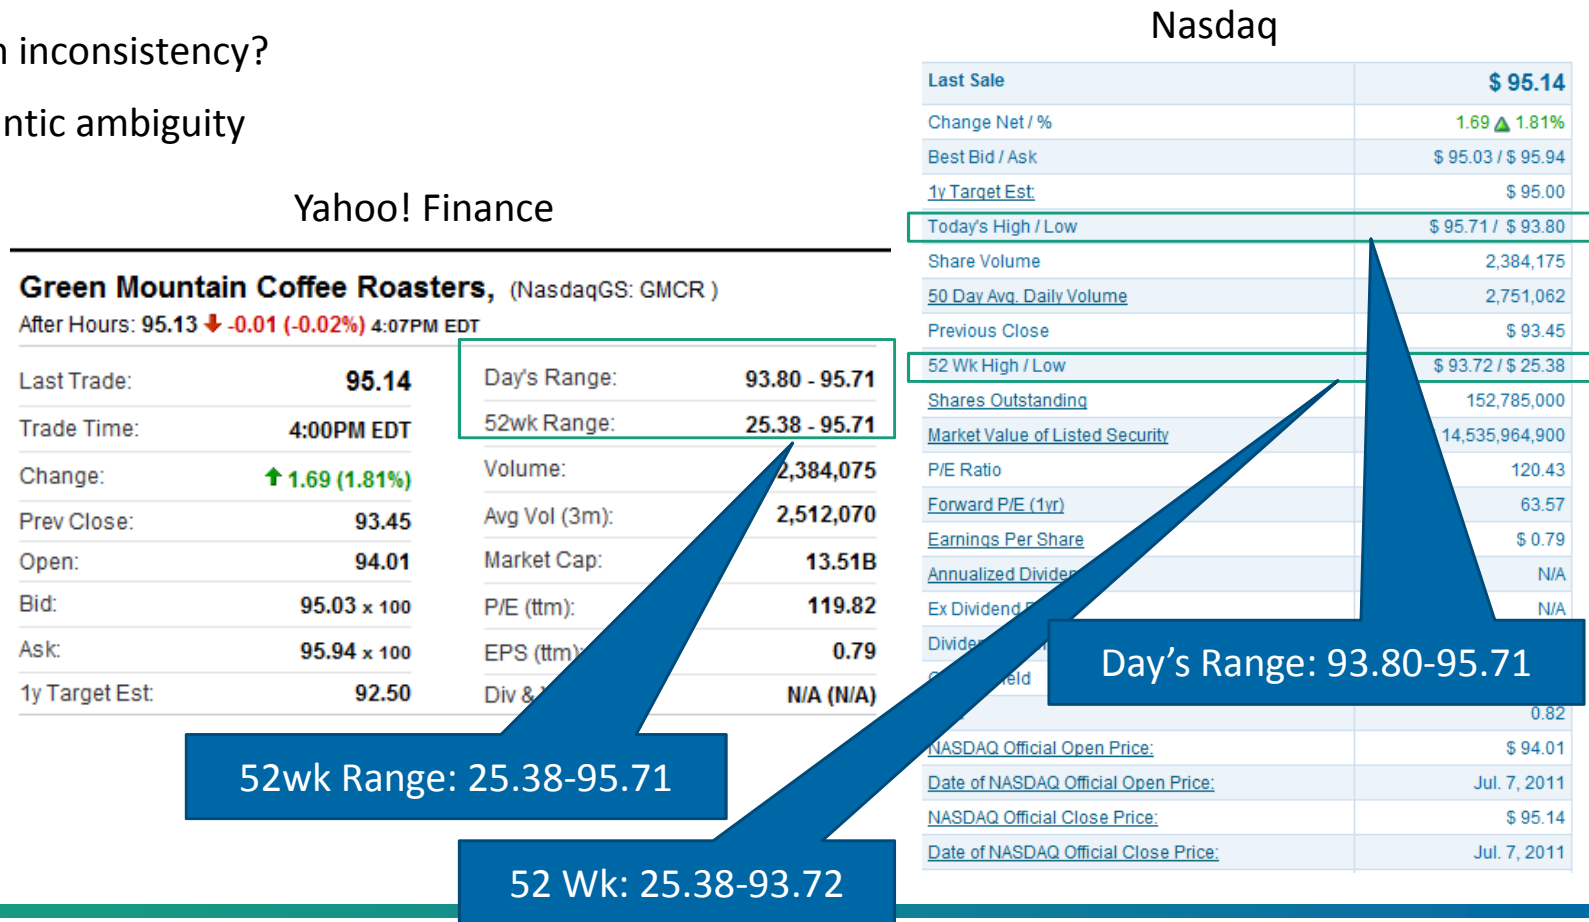 inconsistency?
ambiguity
Yahoo! Finance
Green Mountain Coffee Roasters, (NasdaqGS: GMCR )
After Hours: 95.13 -0.01 (-0.02%) 4:07PM EDT
Last Trade: 95.14
Trade Time: 4:00PM EDT
Change: 1.69 (1.81%)
Prev Close: 93.45
Open: 94.01
Bid: 95.03 x 100
Ask: 95.94 x 100
1y Target Est: 92.50
Day's Range: 93.80 - 95.71
52wk Range: 25.38 - 95.71
Volume: 2,384,075
Avg Vol (3m): 2,512,070
Market Cap: 13.51B
P/E (ttm): 119.82
EPS (ttm): 0.79
Div & N/A (N/A)
52wk Range: 25.38-95.71
52 Wk: 25.38-93.72
Nasdaq
Last Sale $ 95.14
Change Net / % 1.69 1.81%
Best Bid / Ask $ 95.03 / $ 95.94
1y Target Est: $ 95.00
Today's High / Low $ 95.71 / $ 93.80
Share Volume 2,384,175
50 Day Avg. Daily Volume 2,751,062
Previous Close $ 93.45
52 Wk High / Low $ 93.72 / $ 25.38
Shares Outstanding 152,785,000
Market Value of Listed Security 14,535,964,900
P/E Ratio 120.43
Forward P/E (1yr) 63.57
Earnings Per Share $ 0.79
Annualized N/A
Ex Dividend N/A
Day's Range: 93.80-95.71
0.82
NASDAQ Official Open Price: $ 94.01
Date of NASDAQ Official Open Price: Jul. 7, 2011
NASDAQ Official Close Price: $ 95.14
Date of NASDAQ Official Close Price: Jul. 7, 2011